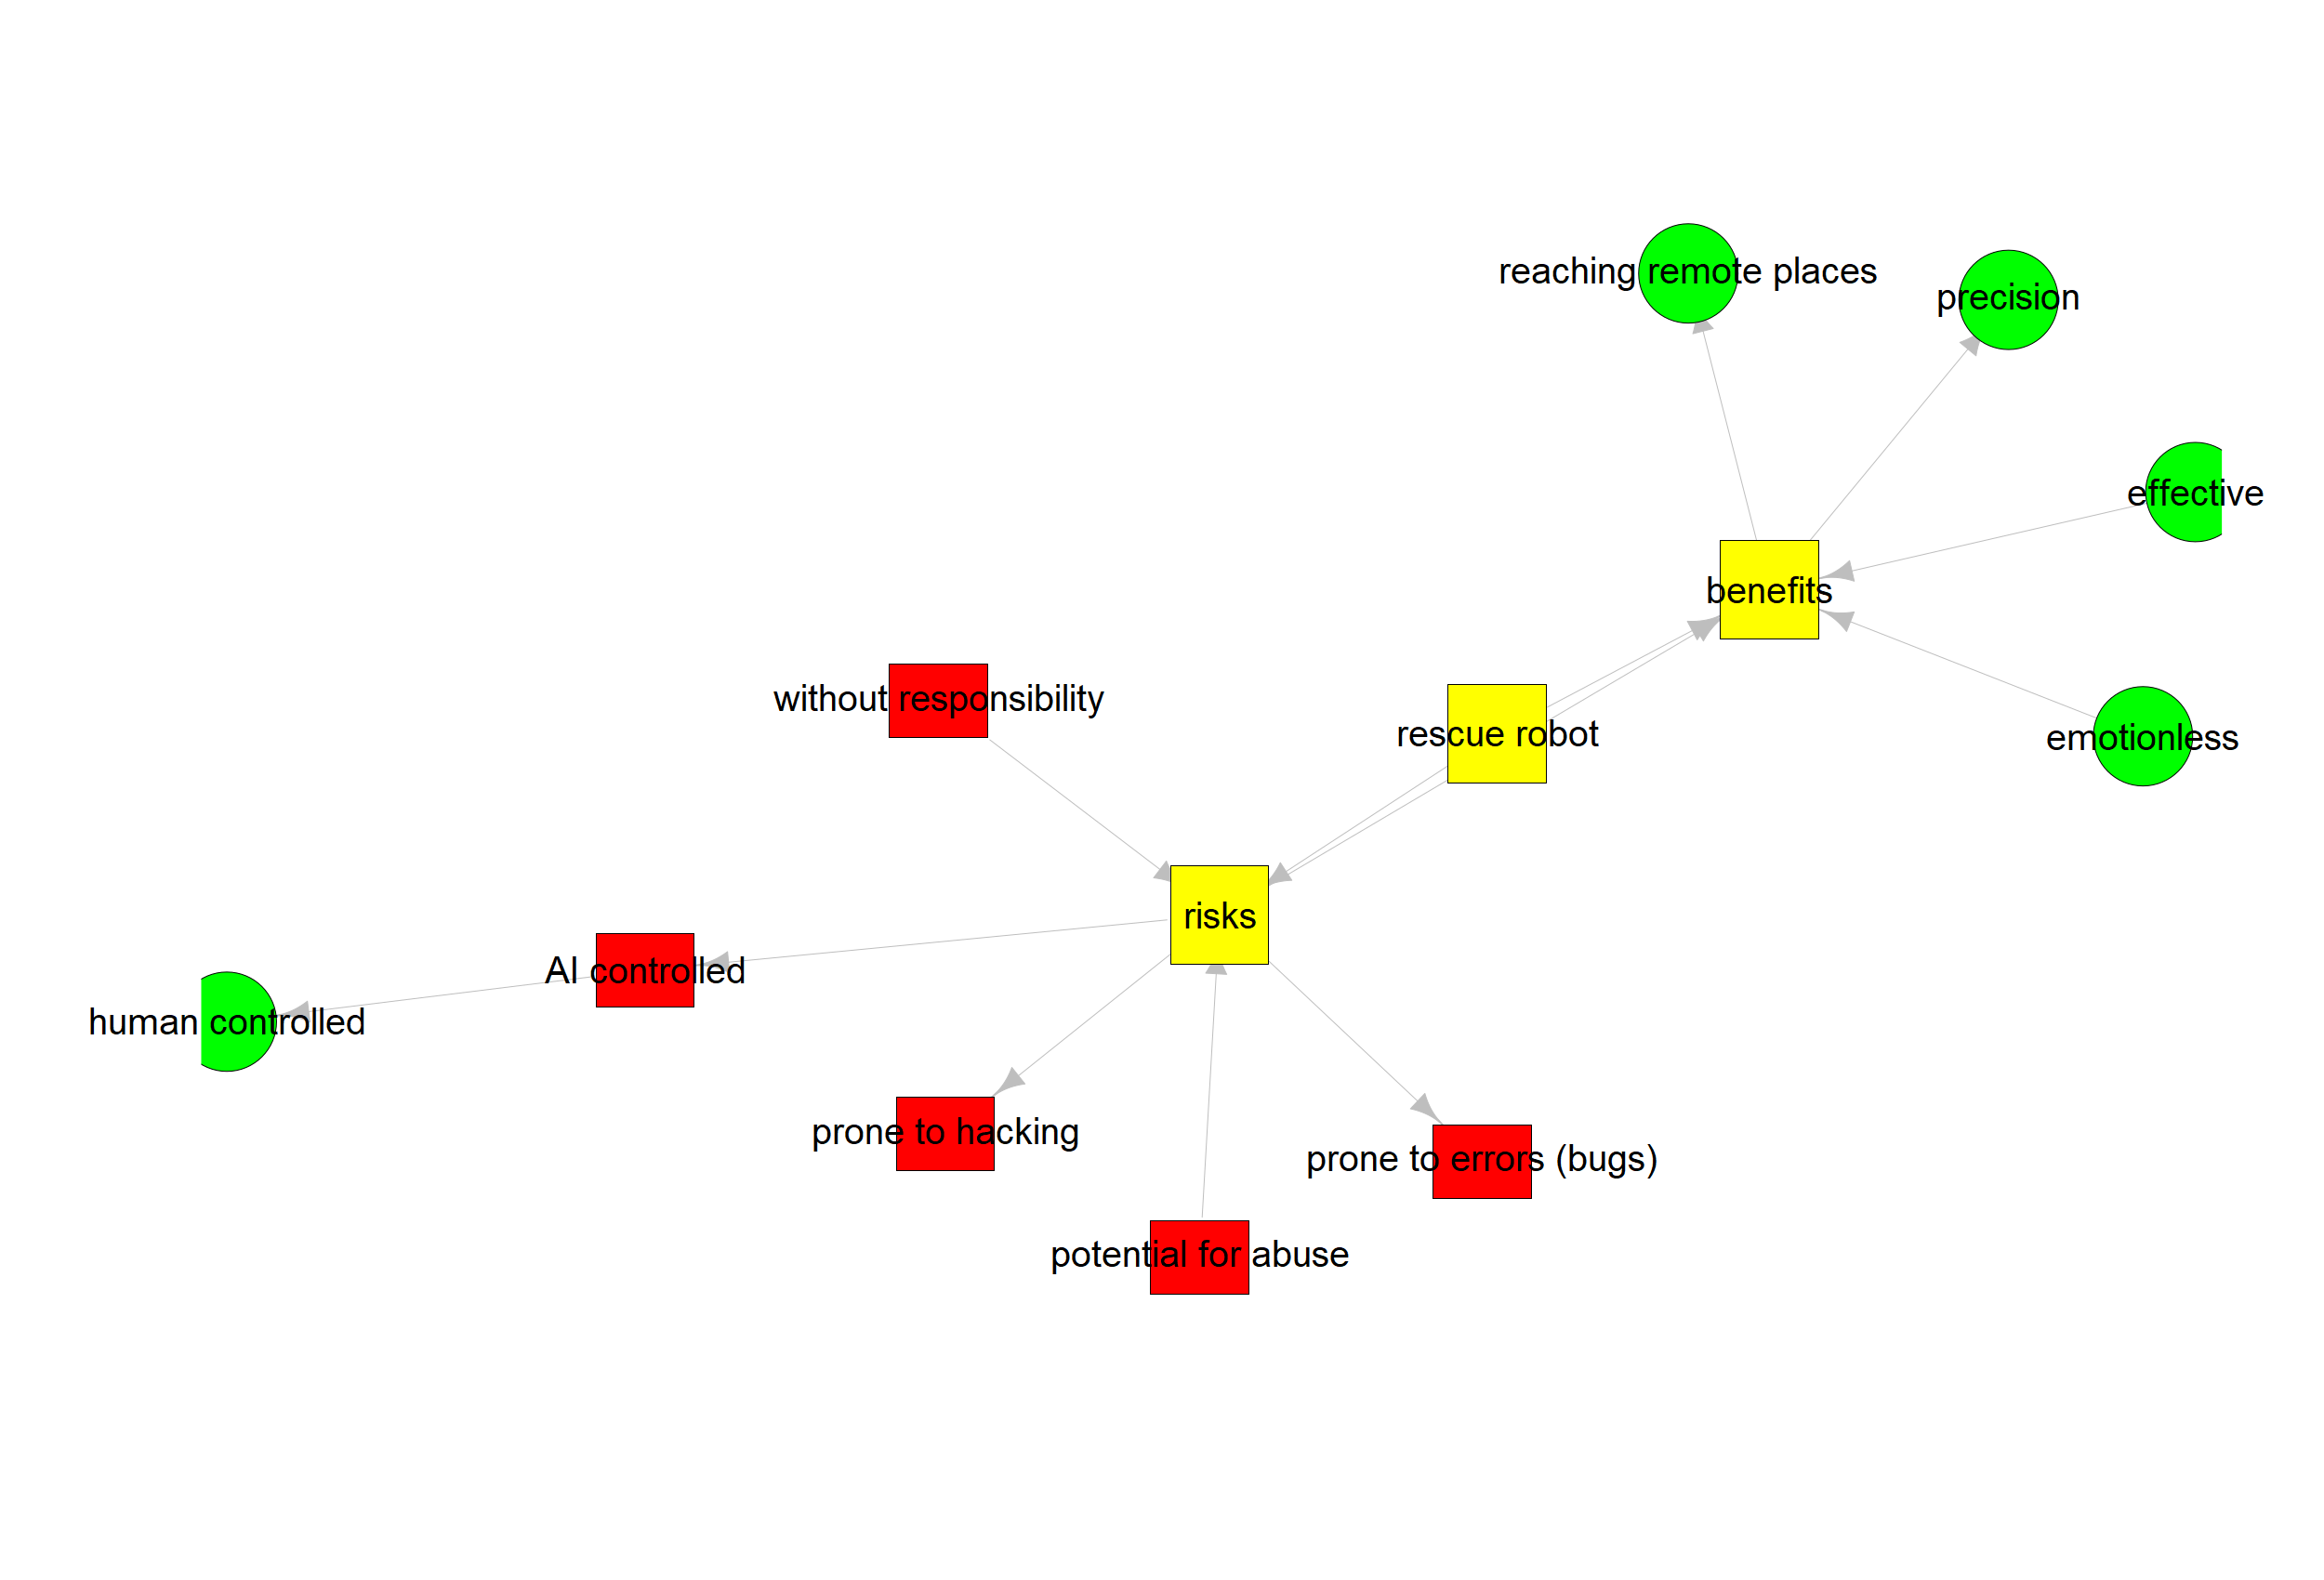 reaching remote places
precision
effective
benefits
without responsibility
rescue robot
emotionless
risks
AI controlled
human controlled
prone to hacking
prone to errors (bugs)
potential for abuse